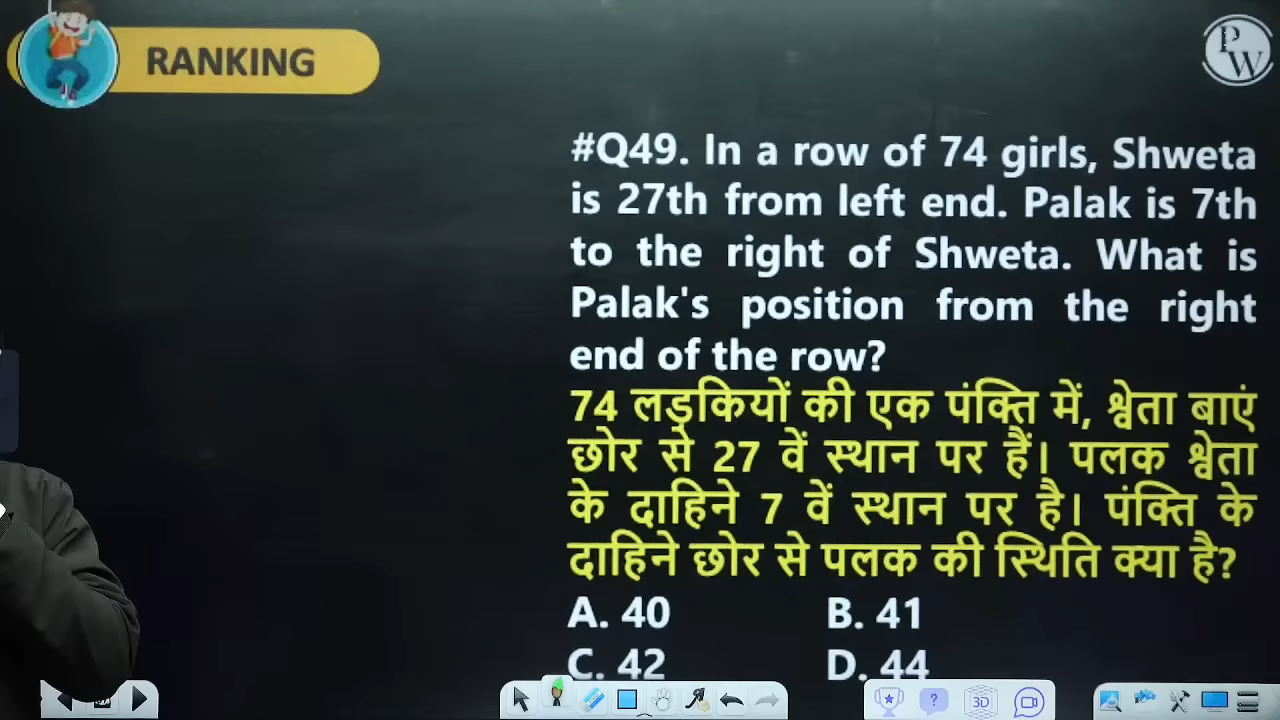 RANKING
PW
#Q49. In a row of 74 girls, Shweta
is 27th from left end. Palak is 7th
to the right of Shweta. What is
Palak's position from the right
end of the row?
74 लड़कियों की एक पंक्ति में, श्वेता बाएं
छोर से 27 वें स्थान पर हैं। पलक श्वेता
के दाहिने 7 वें स्थान पर है। पंक्ति के
दाहिने छोर से पलक की स्थिति क्या है?
A. 40 B. 41
C. 42 D. 44
3D